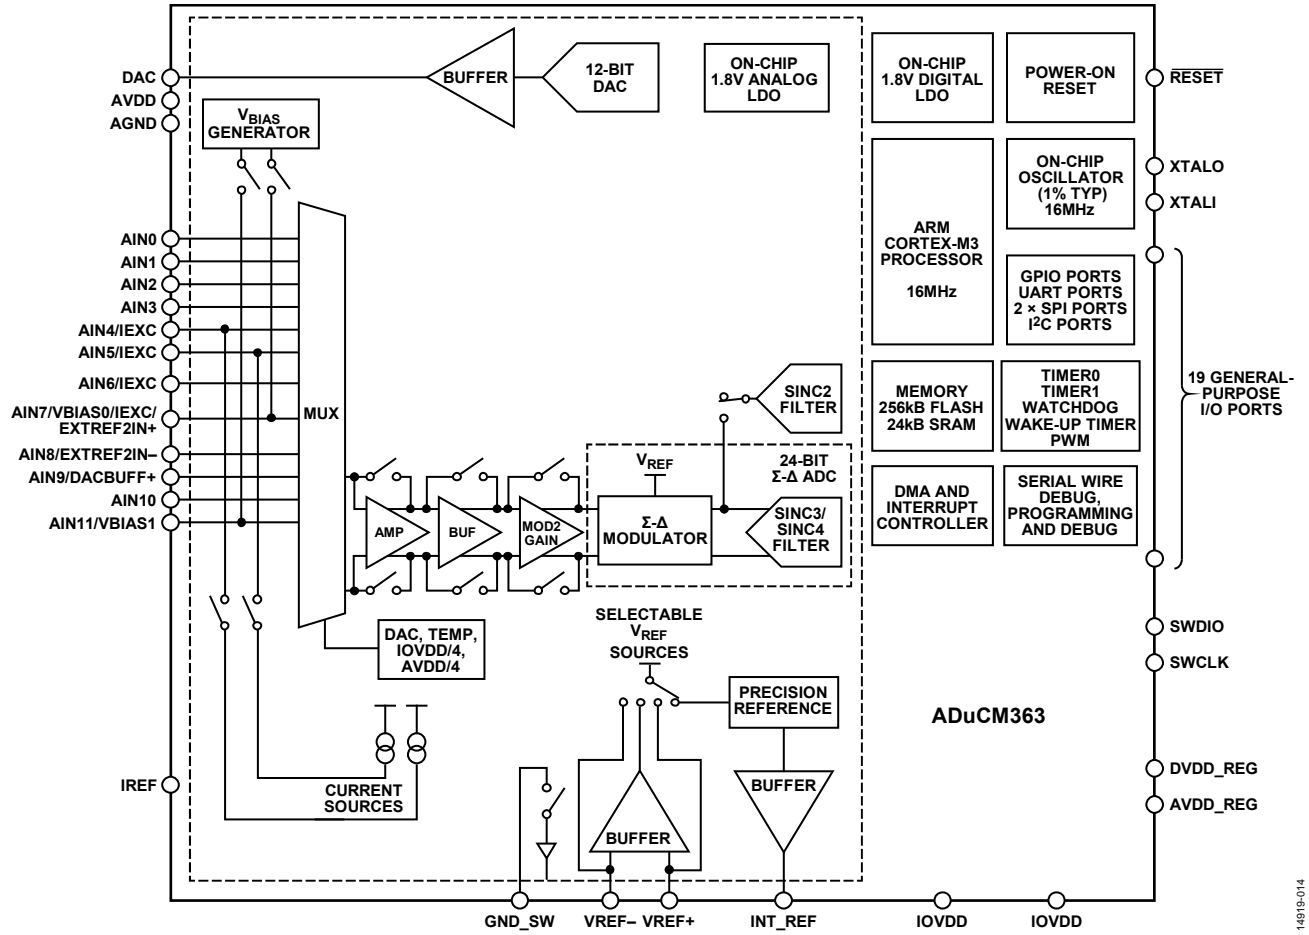 DAC
AVDD
AGND
VBIAS
GENERATOR
BUFFER
12-BIT
DAC
ON-CHIP
1.8V ANALOG
LDO
ON-CHIP
1.8V DIGITAL
LDO
POWER-ON
RESET
RESET
ARM
CORTEX-M3
PROCESSOR
16MHz
ON-CHIP
OSCILLATOR
(1% TYP)
16MHz
XTALO
XTALI
GPIO PORTS
UART PORTS
2 × SPI PORTS
I2C PORTS
MEMORY
256kB FLASH
24kB SRAM
TIMER0
TIMER1
WATCHDOG
WAKE-UP TIMER
PWM
19 GENERAL-
PURPOSE
I/O PORTS
DMA AND
INTERRUPT
CONTROLLER
SERIAL WIRE
DEBUG,
PROGRAMMING
AND DEBUG
AIN0
AIN1
AIN2
AIN3
AIN4/IEXC
AIN5/IEXC
AIN6/IEXC
AIN7/VBIAS0/IEXC/
EXTREF2IN+
AIN8/EXTREF2IN–
AIN9/DACBUFF+
AIN10
AIN11/VBIAS1
MUX
AMP
BUF
MOD2
GAIN
VREF
24-BIT
Σ-Δ ADC
Σ-Δ
MODULATOR
SINC2
FILTER
SINC3/
SINC4
FILTER
DAC, TEMP,
IOVDD/4,
AVDD/4
SELECTABLE
VREF
SOURCES
PRECISION
REFERENCE
BUFFER
BUFFER
CURRENT
SOURCES
IREF
ADuCM363
SWDIO
SWCLK
DVDD_REG
AVDD_REG
GND_SW
VREF–
VREF+
INT_REF
IOVDD
IOVDD
14919-014